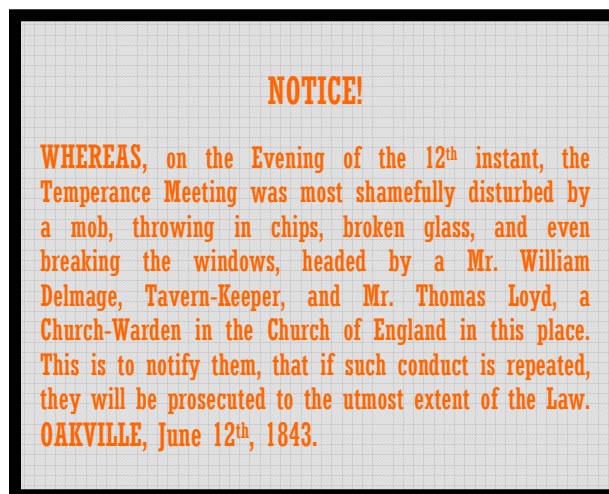 NOTICE!
WHEREAS, on the Evening of the 12th instant, the
Temperance Meeting was most shamefully disturbed by
a mob, throwing in chips, broken glass, and even
breaking the windows, headed by a Mr. William
Delmage, Tavern-Keeper, and Mr. Thomas Loyd, a
Church-Warden in the Church of England in this place.
This is to notify them, that if such conduct is repeated,
they will be prosecuted to the utmost extent of the Law.
OAKVILLE, June 12th, 1843.